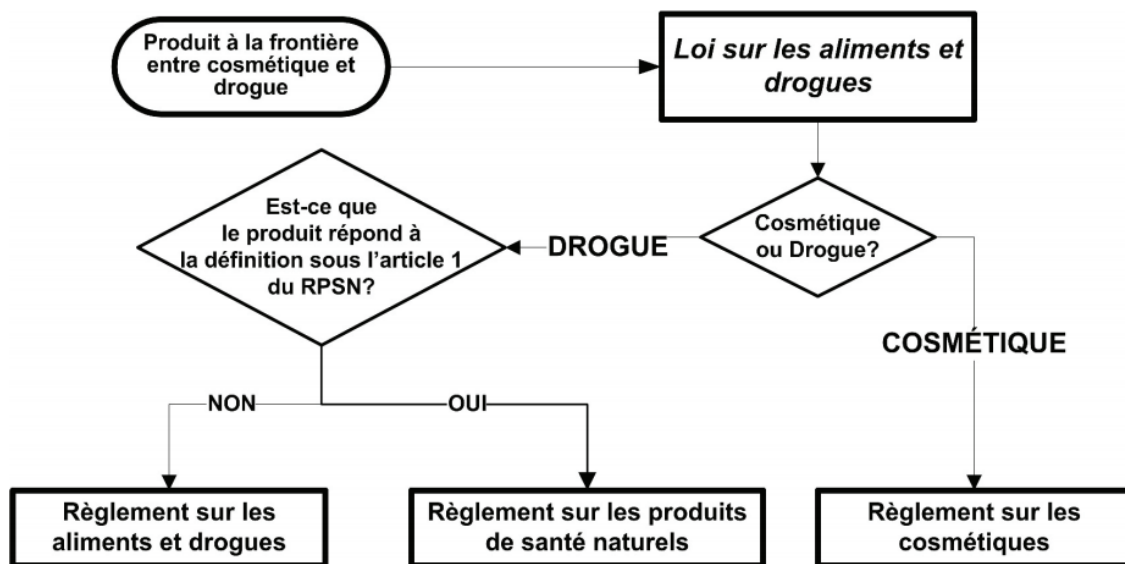 Produit à la frontière
entre cosmétique et
drogue
Loi sur les aliments et
drogues
Cosmétique
ou Drogue?
DROGUE
Est-ce que
le produit répond à
la définition sous l'article 1
du RPSN?
COSMÉTIQUE
NON
OUI
Règlement sur les
aliments et drogues
Règlement sur les produits
de santé naturels
Règlement sur les
cosmétiques